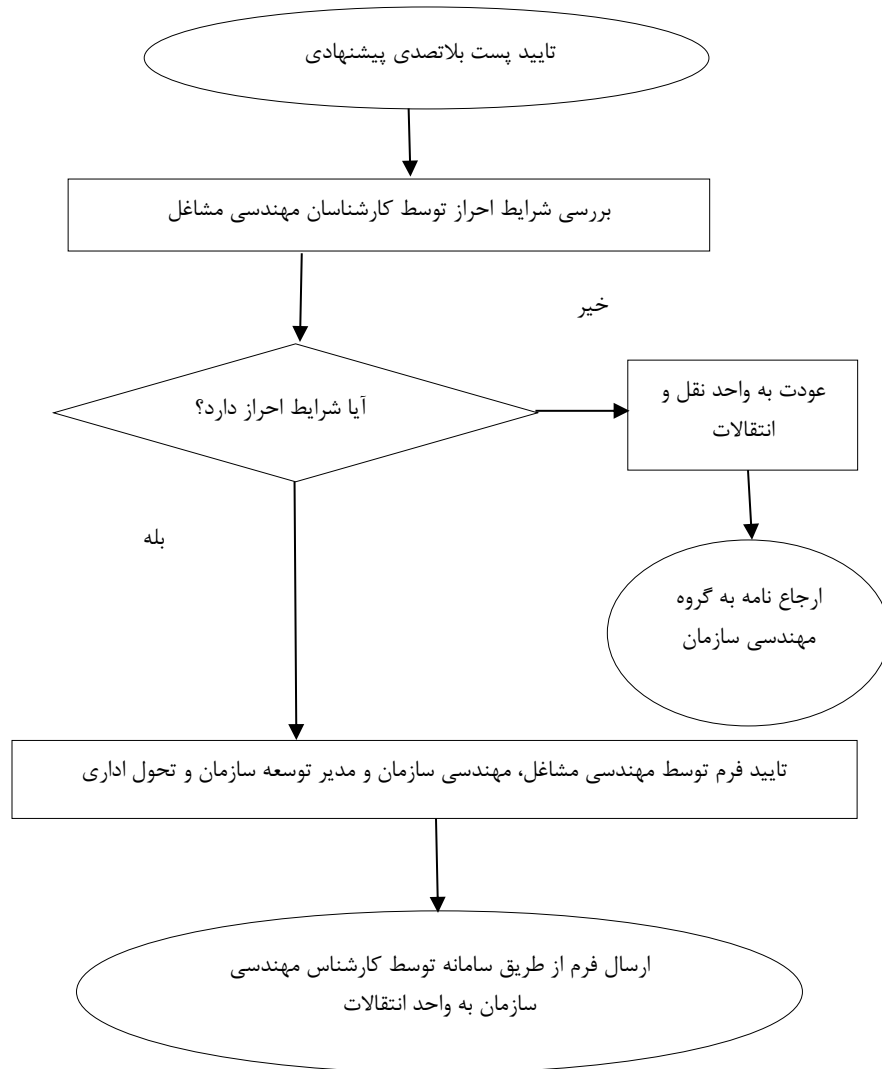 تایید پست بلاتصدی پیشنهادی
بررسی شرایط احراز توسط کارشناسان مهندسی مشاغل
خیر
آیا شرایط احراز دارد؟
عودت به واحد نقل و
انتقالات
بله
ارجاع نامه به گروه
مهندسی سازمان
تایید فرم توسط مهندسی مشاغل، مهندسی سازمان و مدیر توسعه سازمان و تحول اداری
ارسال فرم از طریق سامانه توسط کارشناس مهندسی
سازمان به واحد انتقالات